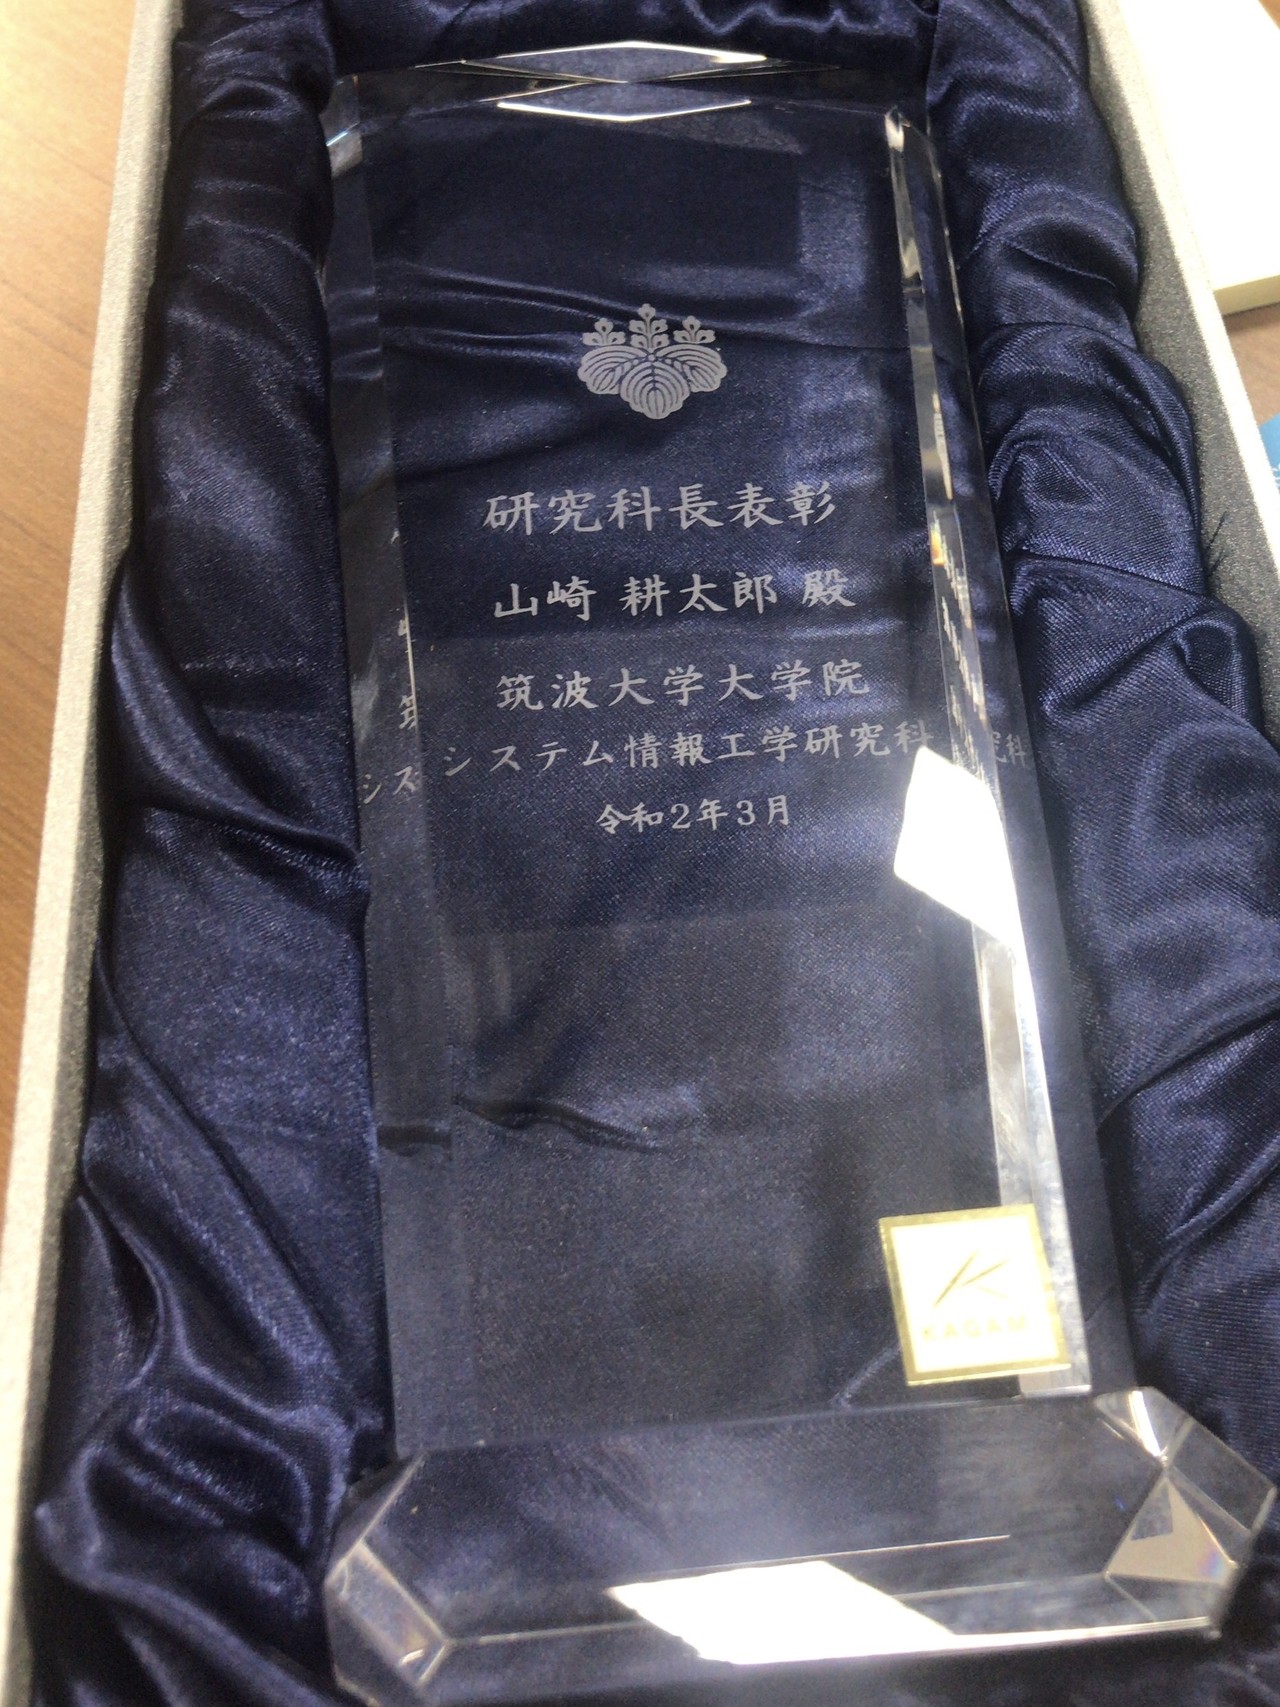 研究科長表彰
山崎 耕太郎 殿
筑波大学大学院
システム情報工学研究科
令和2年3月
KAGAMI